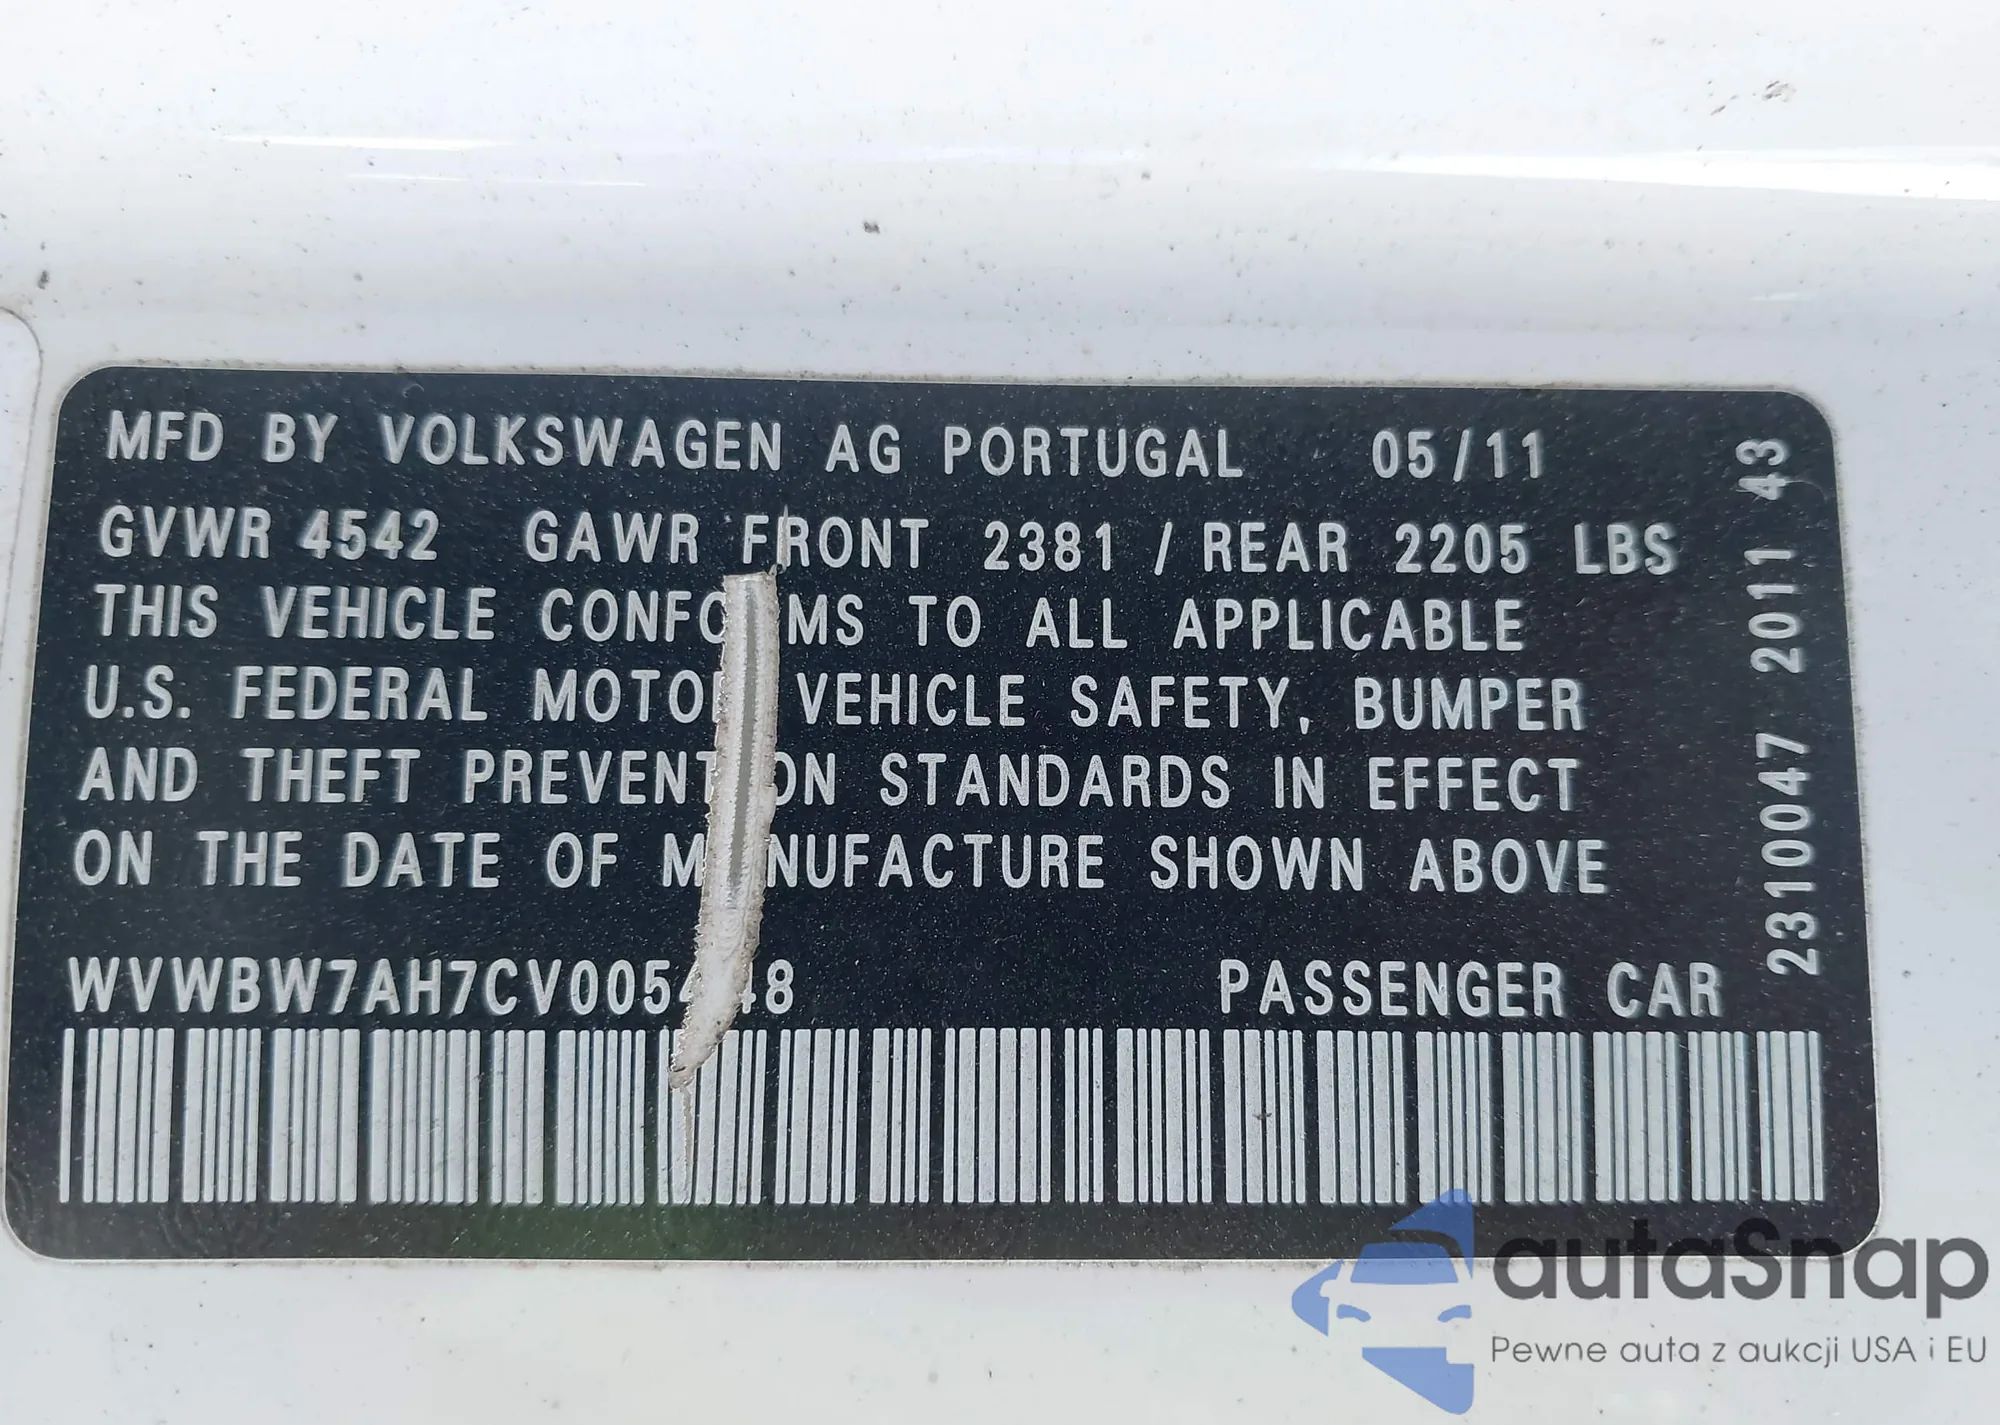 MFD BY VOLKSWAGEN AG PORTUGAL 05/11
GVWR 4542 GAWR FRONT 2381 / REAR 2205 LBS
THIS VEHICLE CONFORMS TO ALL APPLICABLE
U.S. FEDERAL MOTOR VEHICLE SAFETY, BUMPER
AND THEFT PREVENTION STANDARDS IN EFFECT
ON THE DATE OF MANUFACTURE SHOWN ABOVE
PASSENGER CAR
2310047 2011 43
autaSnap
Pewne auta z aukcji USA i EU